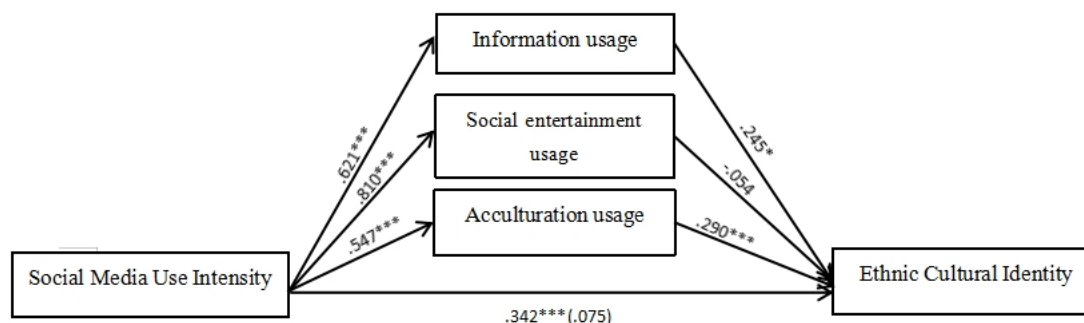 Information usage
Social entertainment
usage
Acculturation usage
Social Media Use Intensity
Ethnic Cultural Identity
.621***
.810***
.547***
.245*
-.054
.290***
.342***(.075)